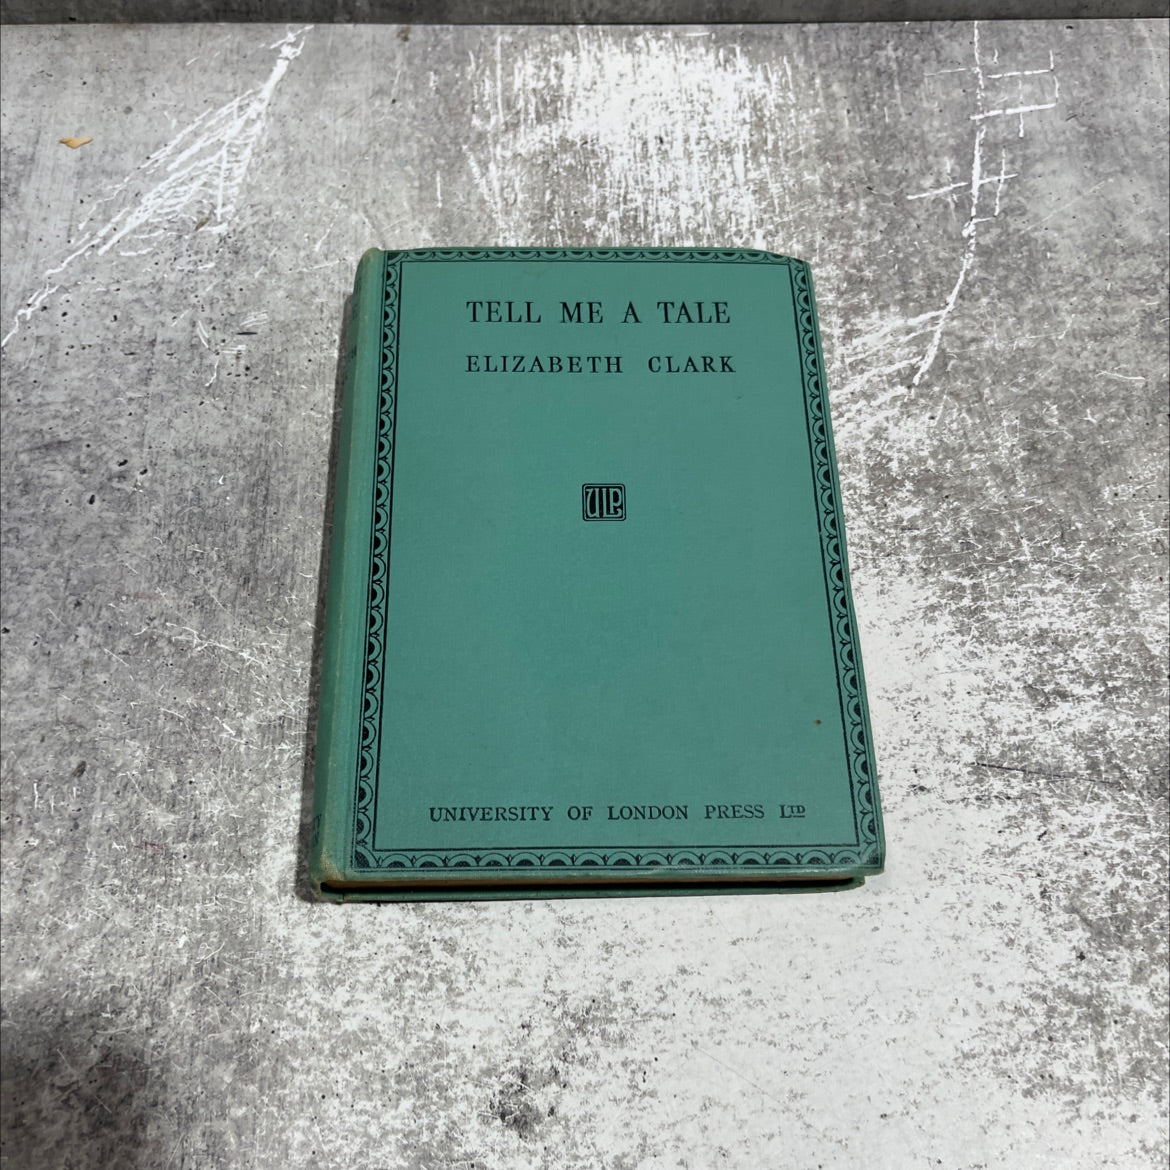 TELL ME A TALE
ELIZABETH CLARK
ULP
UNIVERSITY OF LONDON PRESS LTD